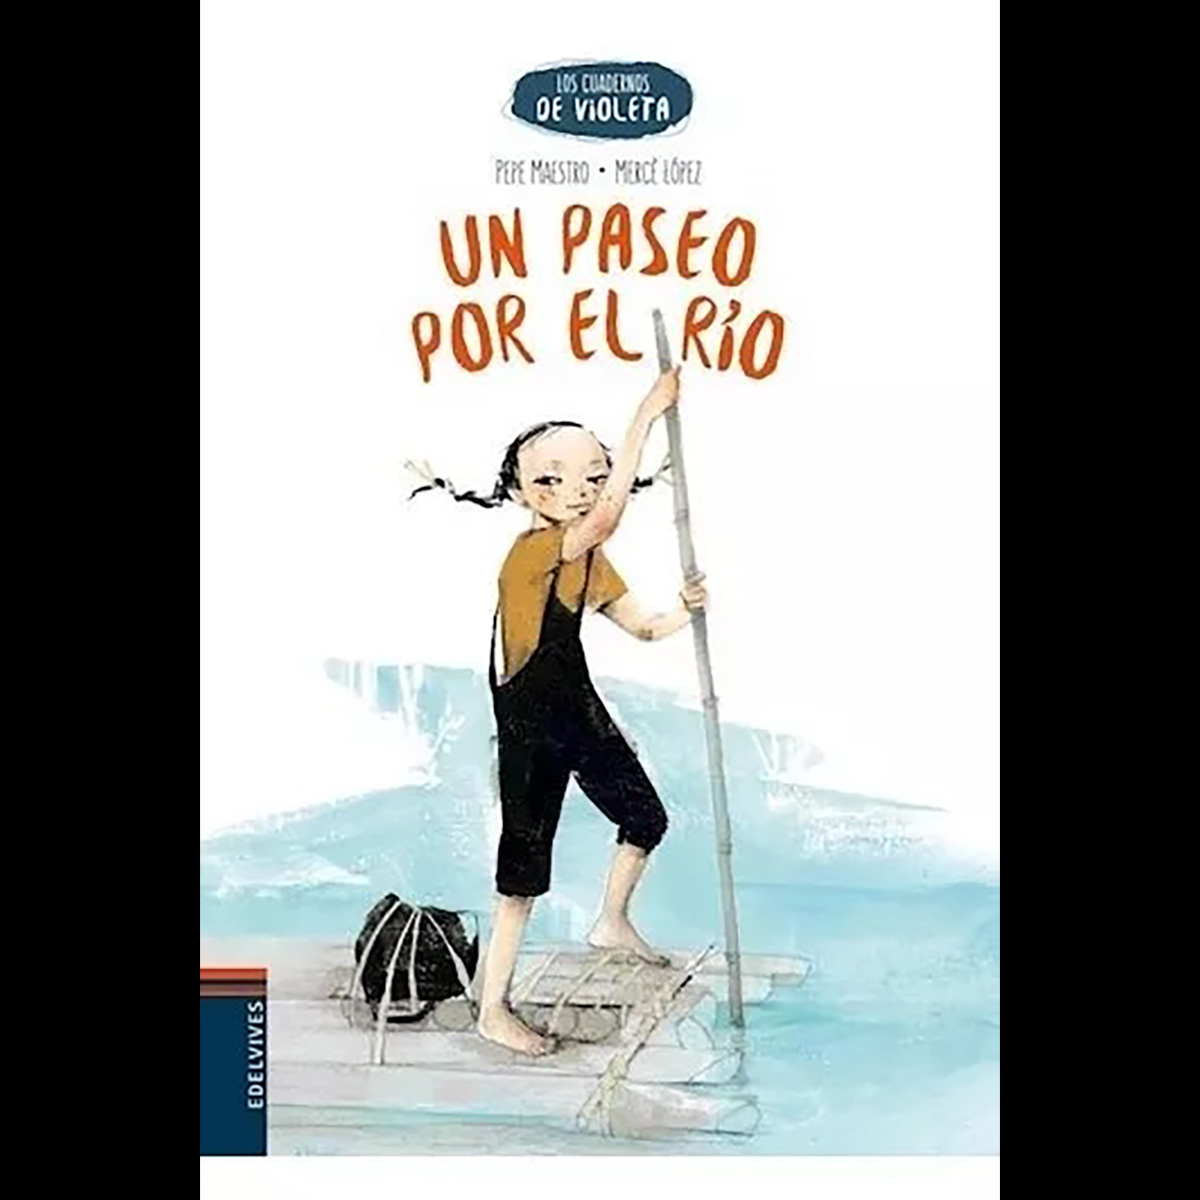 LOS CUADERNOS
DE VIOLETA
PEPE MAESTRO • MERCÈ LÓPEZ
UN PASEO
POR EL RÍO
EDELVIVES